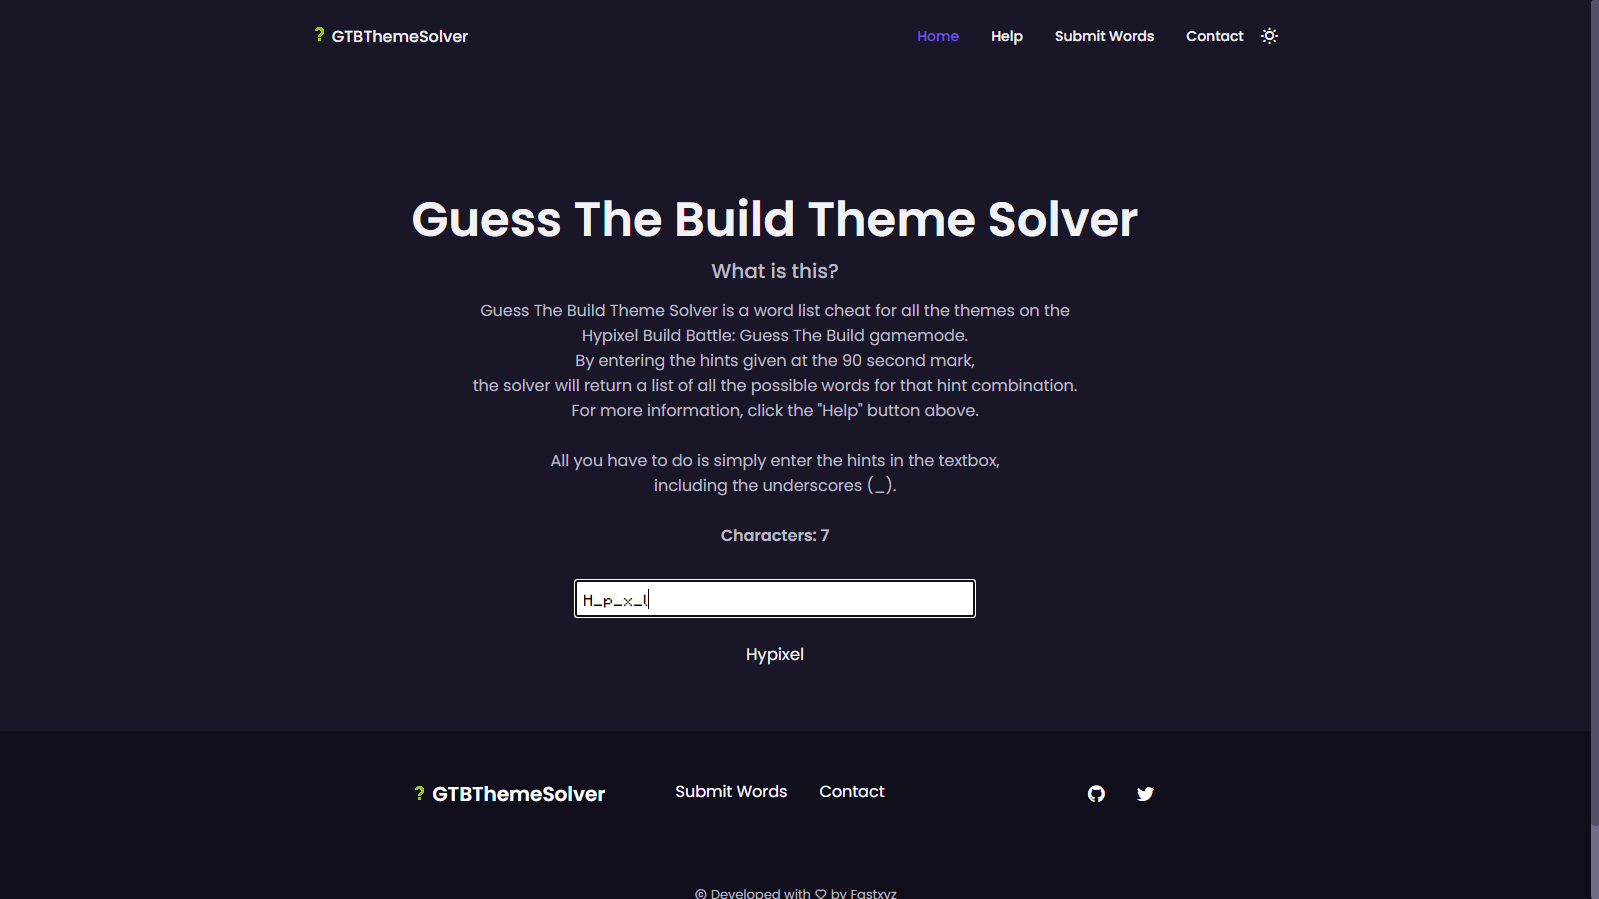 ? GTBThemeSolver
Home Help Submit Words Contact
Guess The Build Theme Solver
What is this?
Guess The Build Theme Solver is a word list cheat for all the themes on the
Hypixel Build Battle: Guess The Build gamemode.
By entering the hints given at the 90 second mark,
the solver will return a list of all the possible words for that hint combination.
For more information, click the "Help" button above.
All you have to do is simply enter the hints in the textbox,
including the underscores (_).
Characters: 7
H_p_x_l
Hypixel
? GTBThemeSolver
Submit Words Contact
© Developed with ♡ by Fastxyz